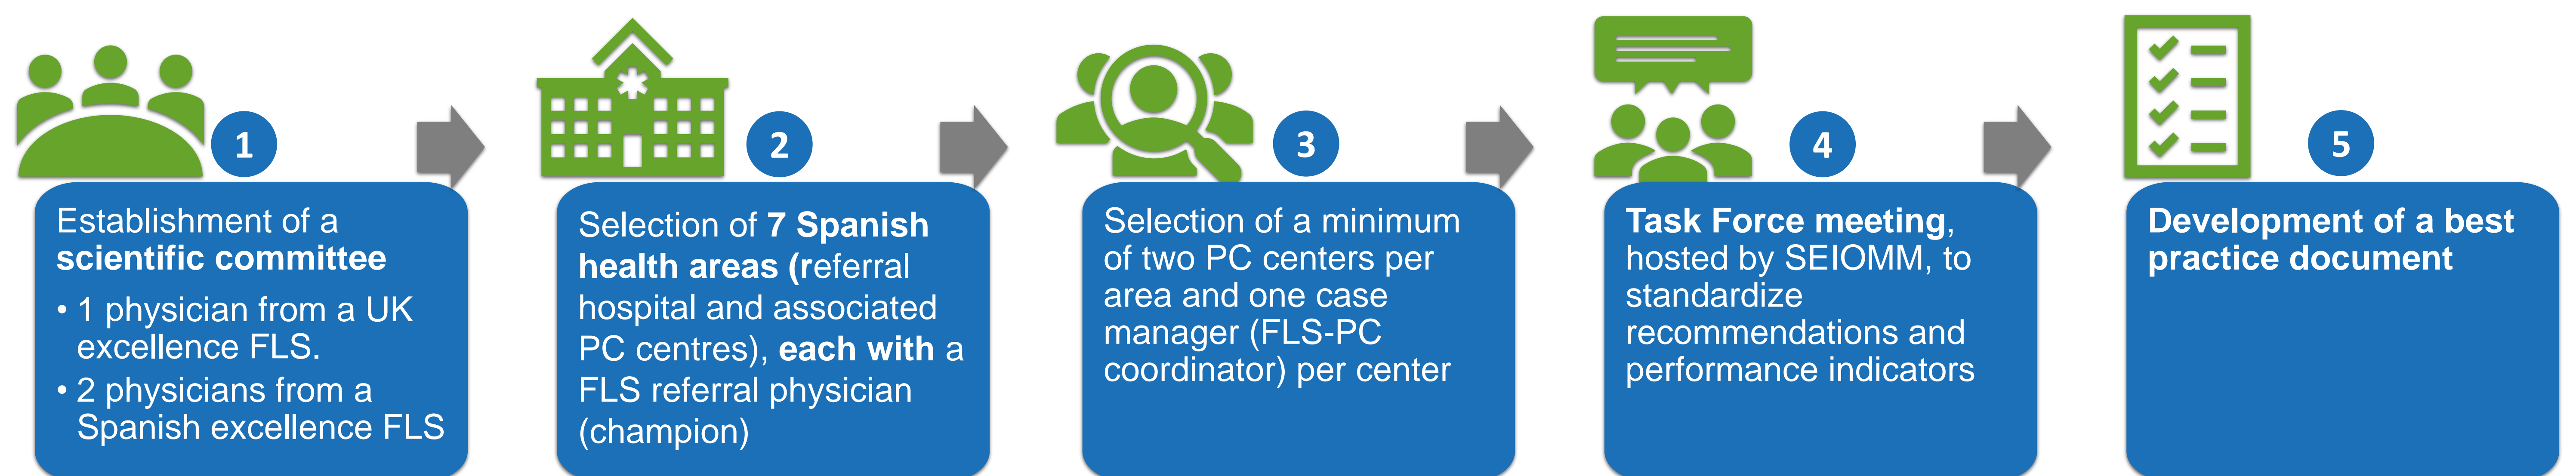 1
Establishment of a
scientific committee
• 1 physician from a UK
excellence FLS.
• 2 physicians from a
Spanish excellence FLS
2
Selection of 7 Spanish
health areas (referral
hospital and associated
PC centres), each with a
FLS referral physician
(champion)
3
Selection of a minimum
of two PC centers per
area and one case
manager (FLS-PC
coordinator) per center
4
Task Force meeting,
hosted by SEIOMM, to
standardize
recommendations and
performance indicators
5
Development of a best
practice document